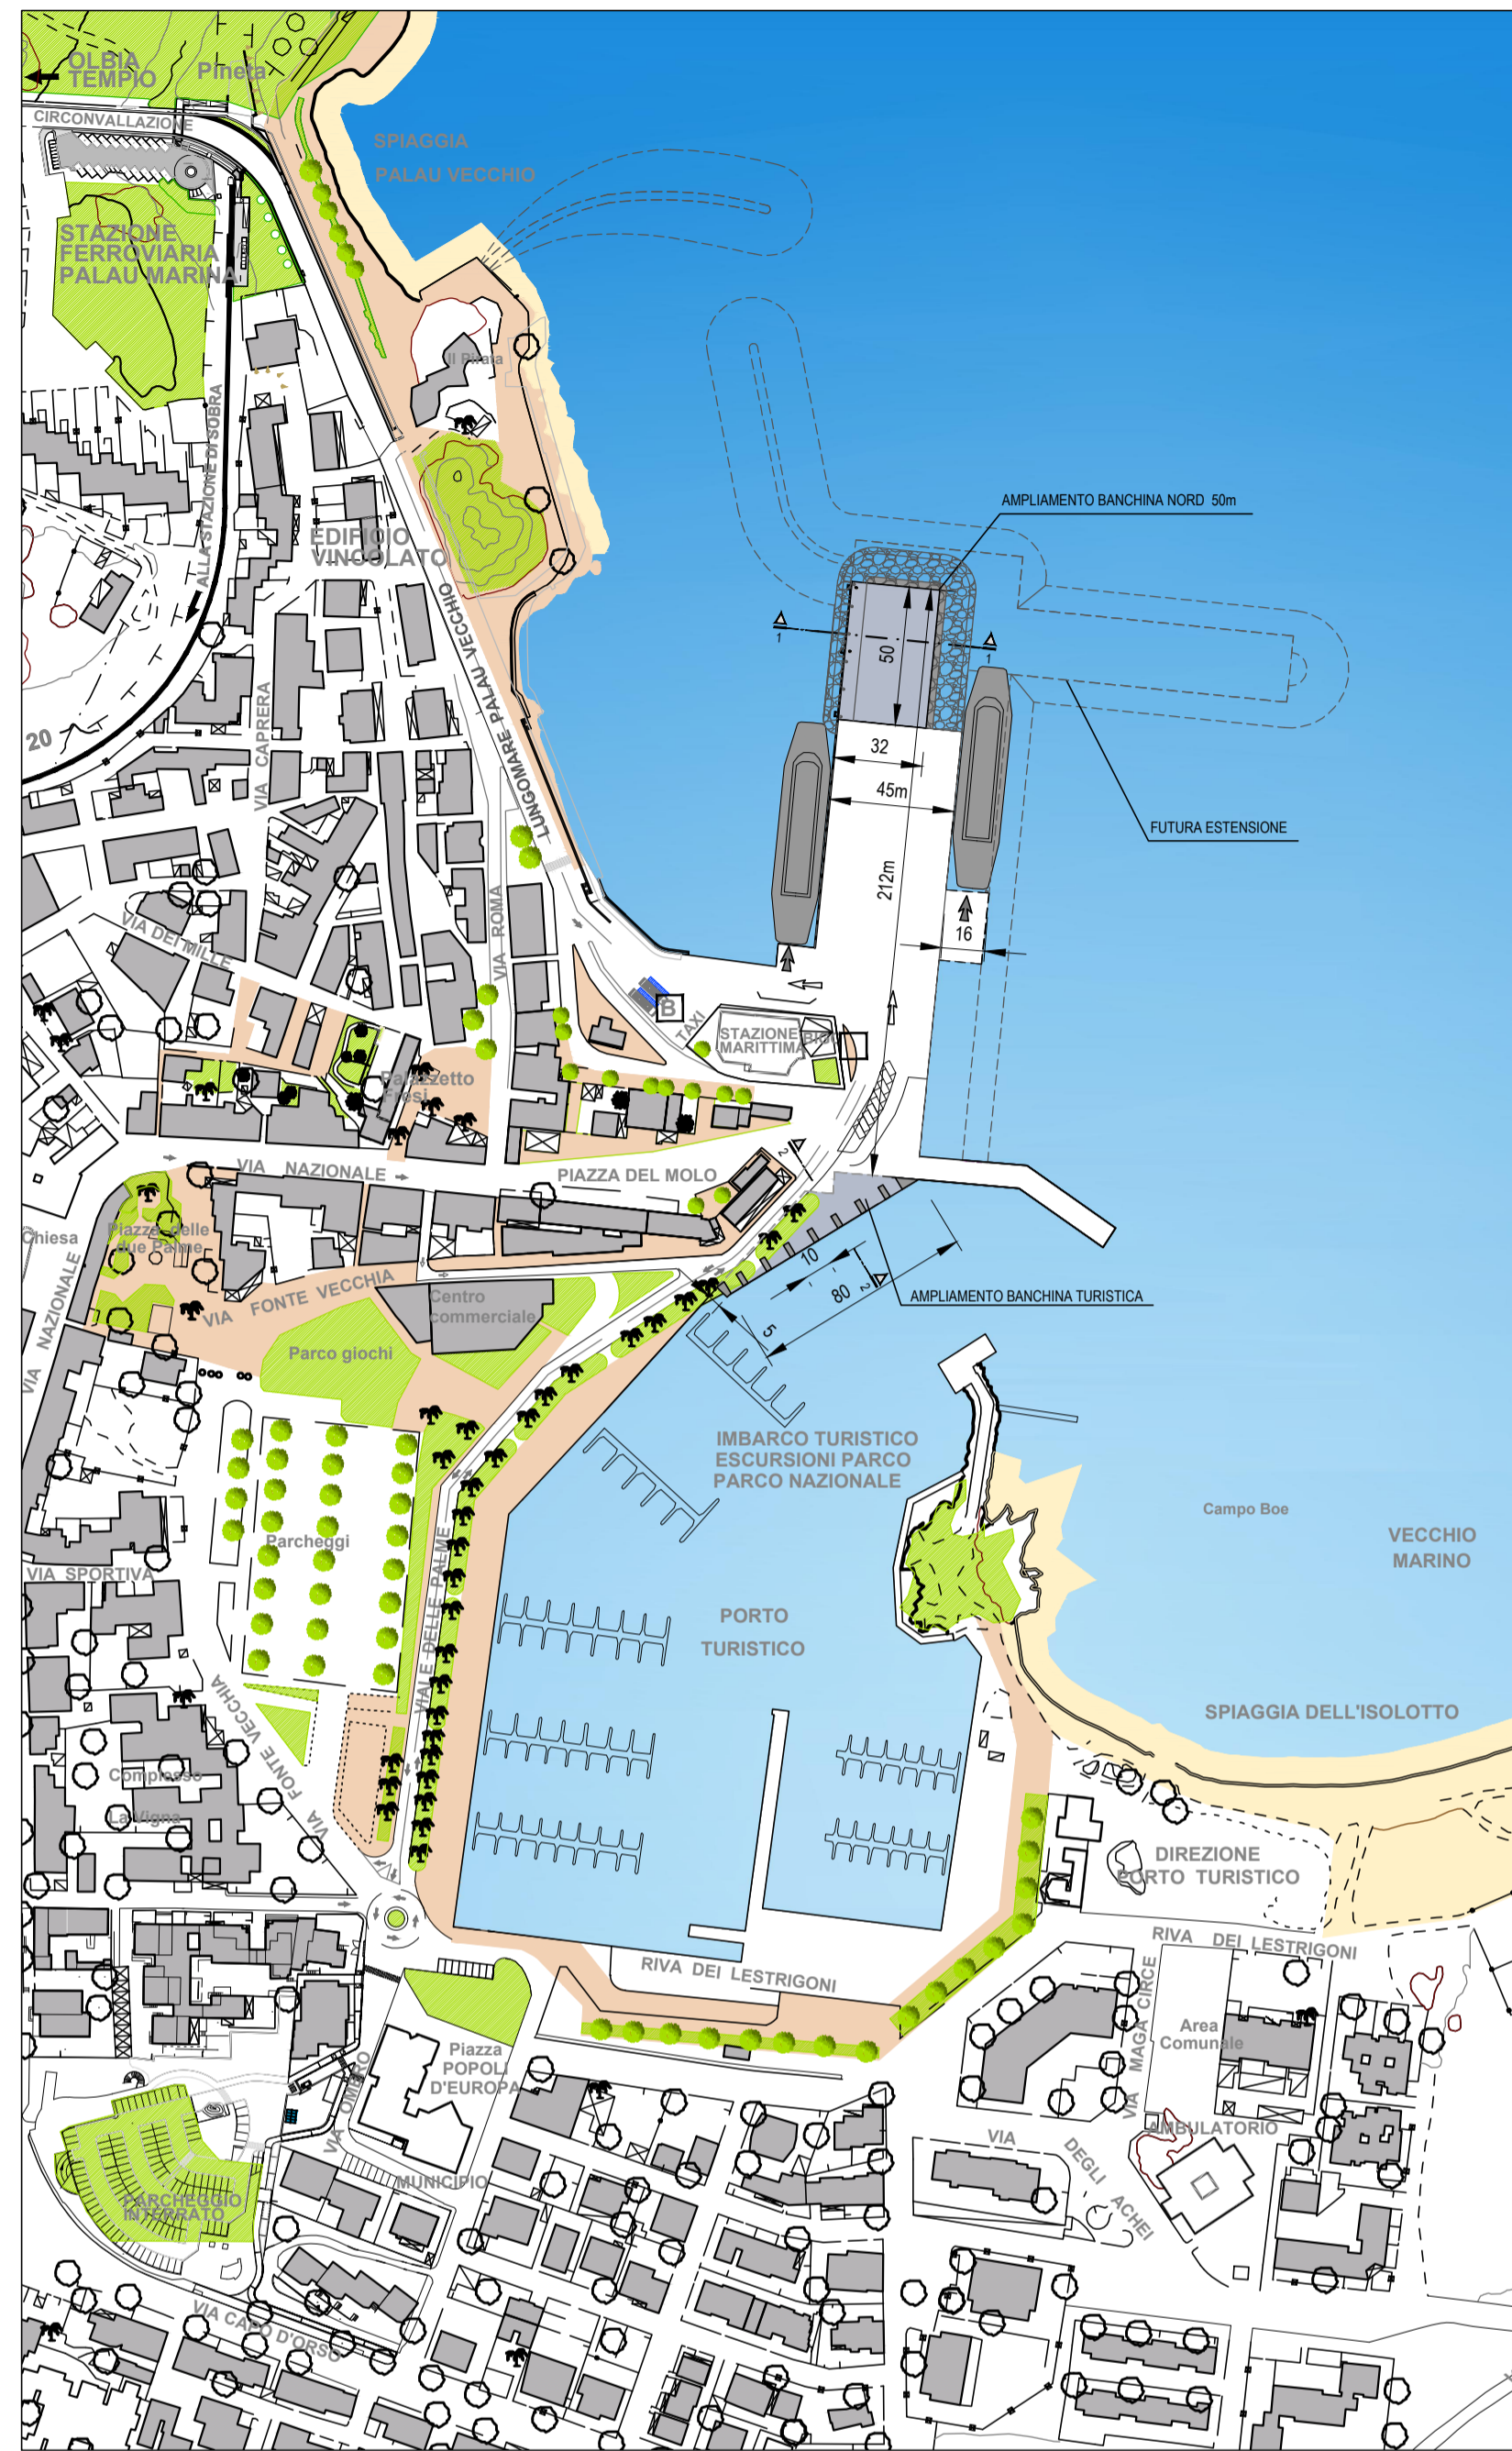 OLBIA
TEMPIO
Pineta
CIRCONVALLAZIONE
SPIAGGIA
PALAU VECCHIO
STAZIONE
FERROVIARIA
PALAU MARINA
Il Pirata
ALLA STAZIONE DI SOBRA
EDIFICIO
VINCOLATO
AMPLIAMENTO BANCHINA NORD 50m
1
1
50
LUNGOMARE PALAU VECCHIO
VIA CAPRERA
20
32
45m
FUTURA ESTENSIONE
212m
16
VIA ROMA
VIA DEI MILLE
B
TAXI
STAZIONE
MARITTIMA
Palazzetto
Fresi
VIA NAZIONALE
PIAZZA DEL MOLO
2
Chiesa
Piazza delle
due Palme
VIA NAZIONALE
VIA FONTE VECCHIA
Centro
commerciale
10
80
2
5
AMPLIAMENTO BANCHINA TURISTICA
Parco giochi
IMBARCO TURISTICO
ESCURSIONI PARCO
PARCO NAZIONALE
Campo Boe
VECCHIO
MARINO
Parcheggi
VIA SPORTIVA
VIALE DELLE PALME
PORTO
TURISTICO
VIA FONTE VECCHIA
SPIAGGIA DELL'ISOLOTTO
Complesso
La Vigna
DIREZIONE
PORTO TURISTICO
RIVA DEI LESTRIGONI
RIVA DEI LESTRIGONI
VIA MAGA CIRCE
Area
Comunale
Piazza
POPOLI
D'EUROPA
VIA OMERO
AMBULATORIO
VIA DEGLI ACHEI
MUNICIPIO
PARCHEGGIO
INTERRATO
VIA CAPO D'ORSO